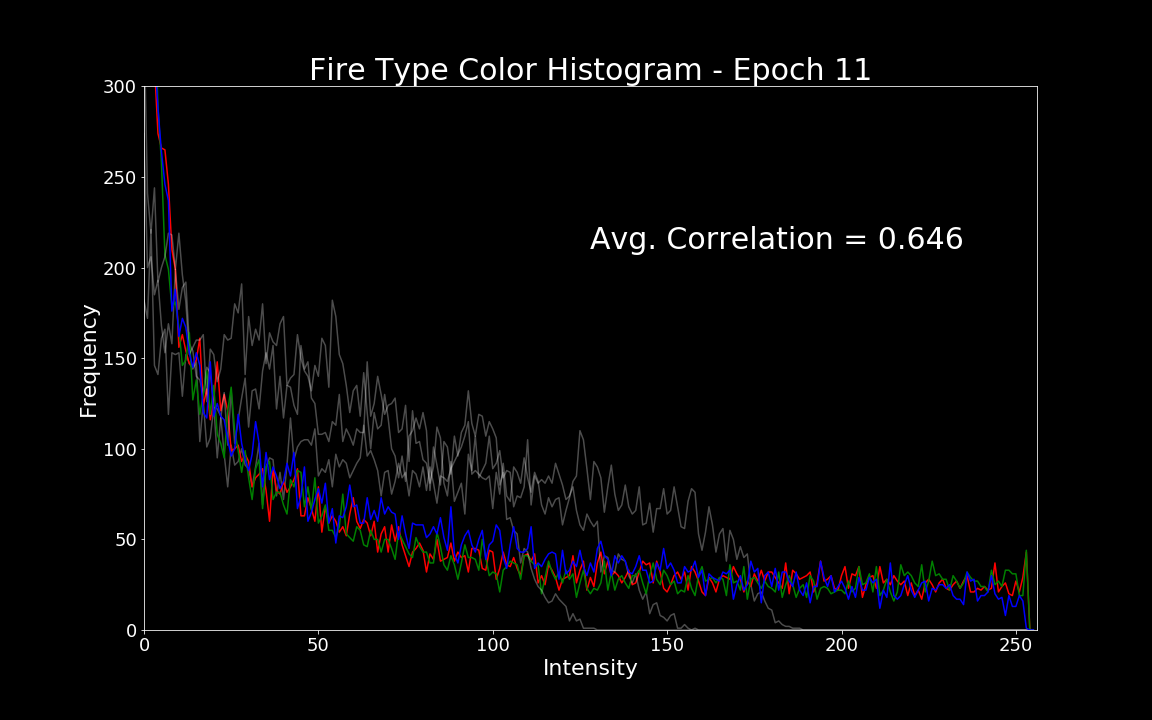 Fire Type Color Histogram - Epoch 11
300
250
200
150
100
50
0
Frequency
Avg. Correlation = 0.646
0 50 100 150 200 250
Intensity